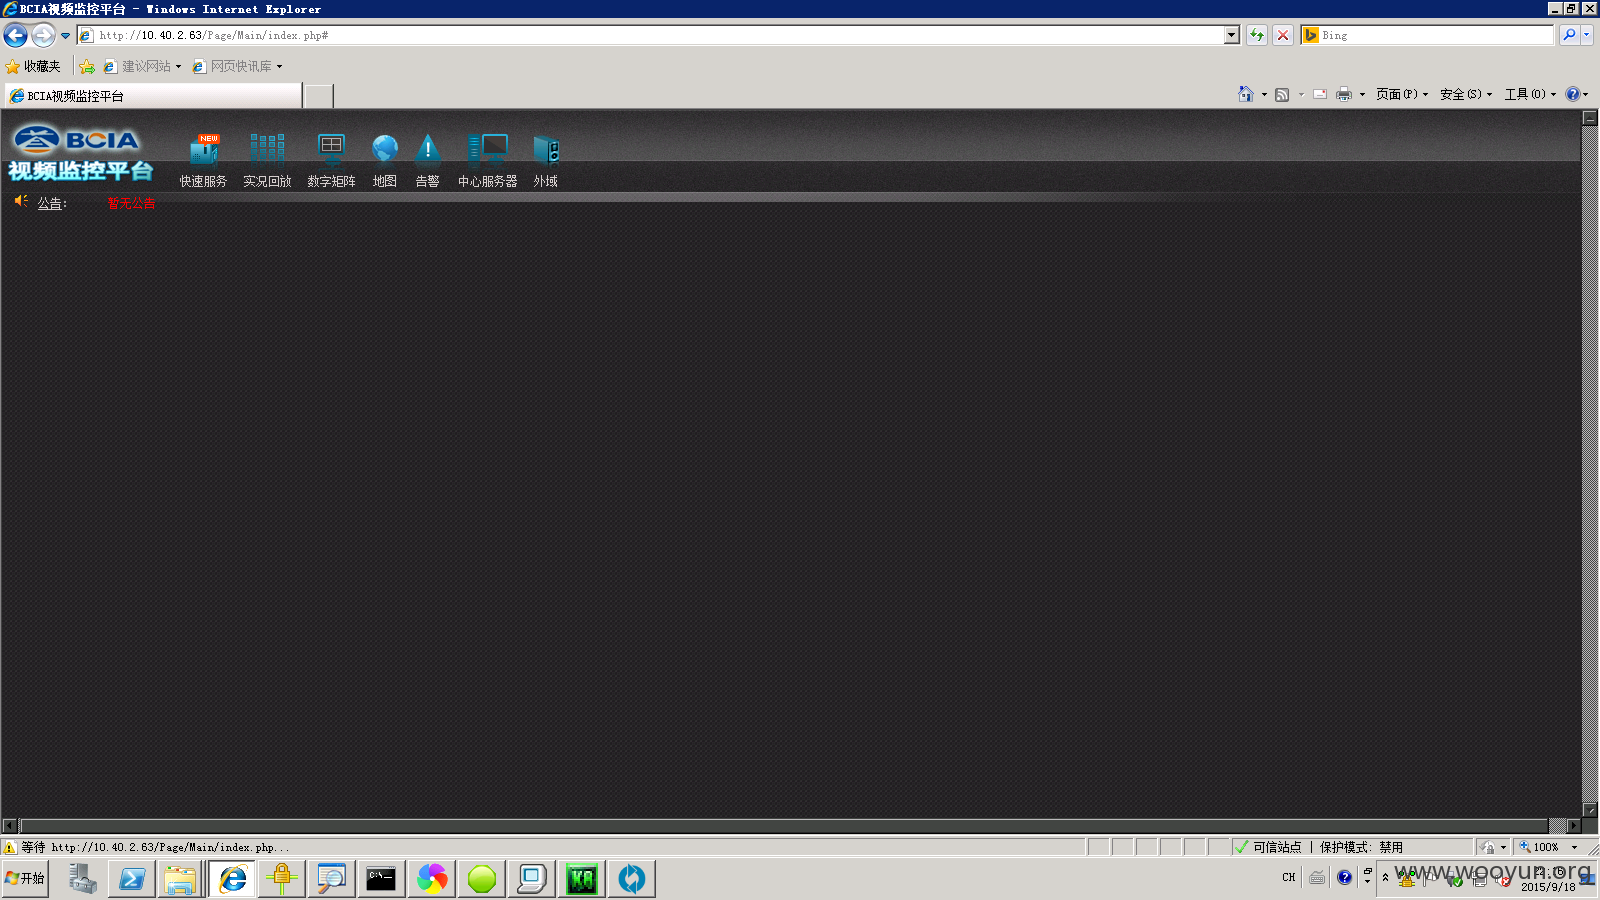 BCIA视频监控平台 - Windows Internet Explorer
http://10.40.2.63/Page/Main/index.php#
Bing
收藏夹
建议网站
网页快讯库
BCIA视频监控平台
页面(P)
安全(S)
工具(O)
BCIA
视频监控平台
NEW
快速服务
实况回放
数字矩阵
地图
告警
中心服务器
外域
公告:
暂无公告
等待 http://10.40.2.63/Page/Main/index.php...
可信站点 | 保护模式: 禁用
100%
开始
C:\-
CH
www.wooyun.org
2015/9/18